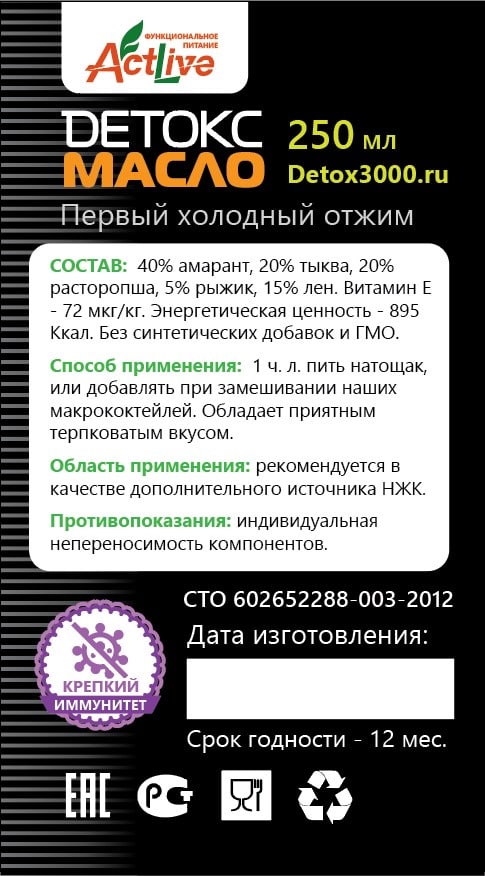 ФУНКЦИОНАЛЬНОЕ
ПИТАНИЕ
ActLive
DЕТОКС
МАСЛО
250 мл
Detox3000.ru
Первый холодный отжим
СОСТАВ: 40% амарант, 20% тыква, 20%
расторопша, 5% рыжик, 15% лен. Витамин Е
- 72 мкг/кг. Энергетическая ценность - 895
Ккал. Без синтетических добавок и ГМО.
Способ применения: 1 ч. л. пить натощак,
или добавлять при замешивании наших
макрококтейлей. Обладает приятным
терпковатым вкусом.
Область применения: рекомендуется в
качестве дополнительного источника НЖК.
Противопоказания: индивидуальная
непереносимость компонентов.
СТО 602652288-003-2012
Дата изготовления:
КРЕПКИЙ
ИММУНИТЕТ
Срок годности - 12 мес.
ЕАС
РСТ